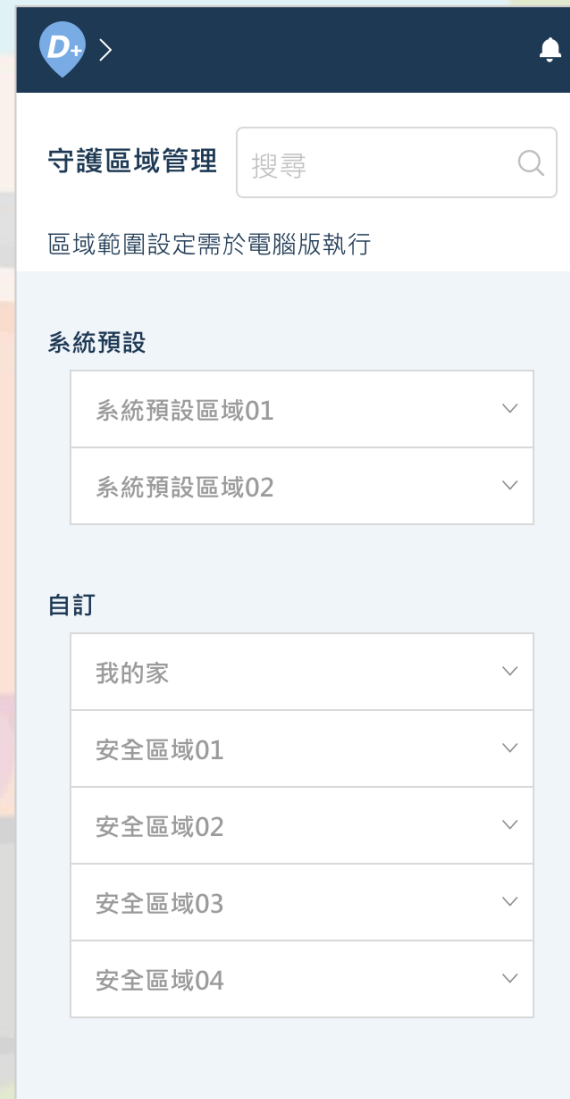 D+
守護區域管理
搜尋
區域範圍設定需於電腦版執行
系統預設
系統預設區域01
系統預設區域02
自訂
我的家
安全區域01
安全區域02
安全區域03
安全區域04